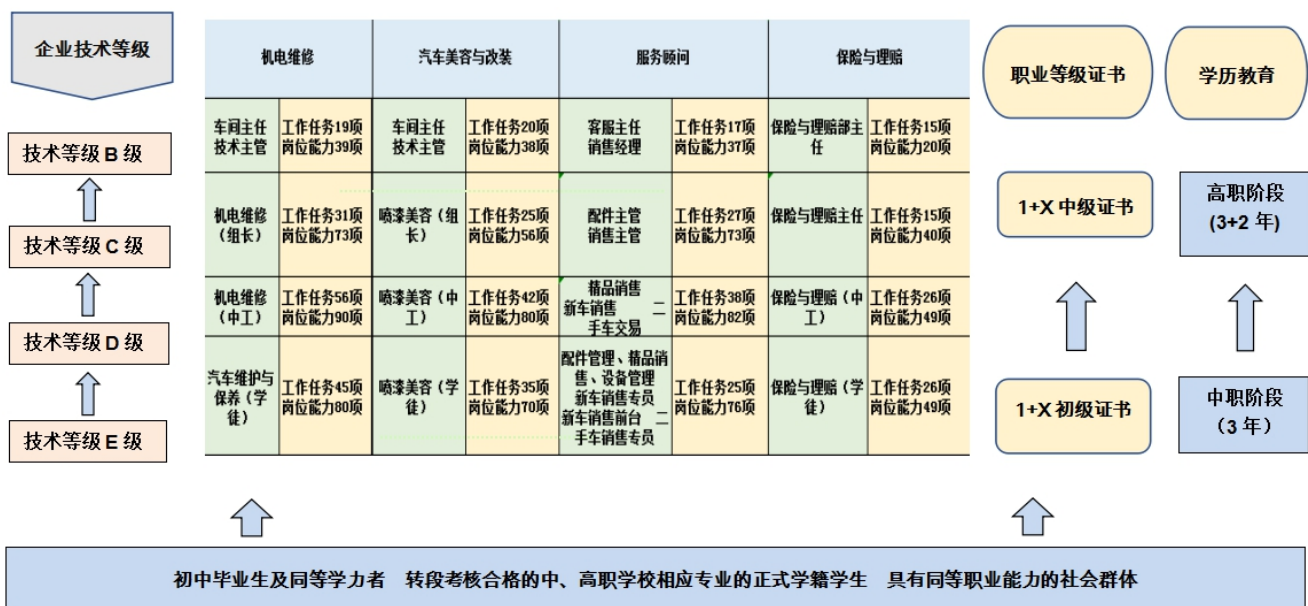 企业技术等级
机电维修
汽车美容与改装
服务顾问
保险与理赔
职业等级证书
学历教育
技术等级 B 级
车间主任
技术主管
工作任务19项
岗位能力39项
车间主任
技术主管
工作任务20项
岗位能力38项
客服主任
销售经理
工作任务17项
岗位能力37项
保险与理赔部主
任
工作任务15项
岗位能力20项
技术等级 C 级
机电维修
(组长)
工作任务31项
岗位能力73项
喷漆美容(组
长)
工作任务25项
岗位能力56项
配件主管
销售主管
工作任务27项
岗位能力73项
保险与理赔主任
工作任务15项
岗位能力40项
1+X 中级证书
高职阶段
(3+2 年)
技术等级 D 级
机电维修
(中工)
工作任务56项
岗位能力90项
喷漆美容(中
工)
工作任务42项
岗位能力80项
精品销售
新车销售 二
手车交易
工作任务38项
岗位能力82项
保险与理赔(中
工)
工作任务26项
岗位能力49项
技术等级 E 级
汽车维护与
保养(学
徒)
工作任务45项
岗位能力80项
喷漆美容(学
徒)
工作任务35项
岗位能力70项
配件管理、精品销
售、设备管理
新车销售专员
新车销售前台 二
手车销售专员
工作任务25项
岗位能力76项
保险与理赔(学
徒)
工作任务26项
岗位能力49项
1+X 初级证书
中职阶段
(3 年)
初中毕业生及同等学力者 转段考核合格的中、高职学校相应专业的正式学籍学生 具有同等职业能力的社会群体